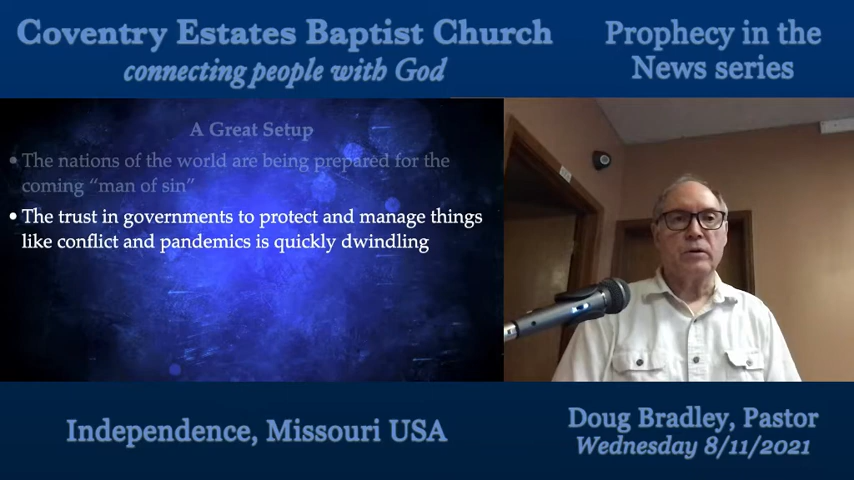 Coventry Estates Baptist Church
connecting people with God
Prophecy in the
News series
A Great Setup
• The nations of the world are being prepared for the
coming “man of sin”
• The trust in governments to protect and manage things
like conflict and pandemics is quickly dwindling
Independence, Missouri USA
Doug Bradley, Pastor
Wednesday 8/11/2021